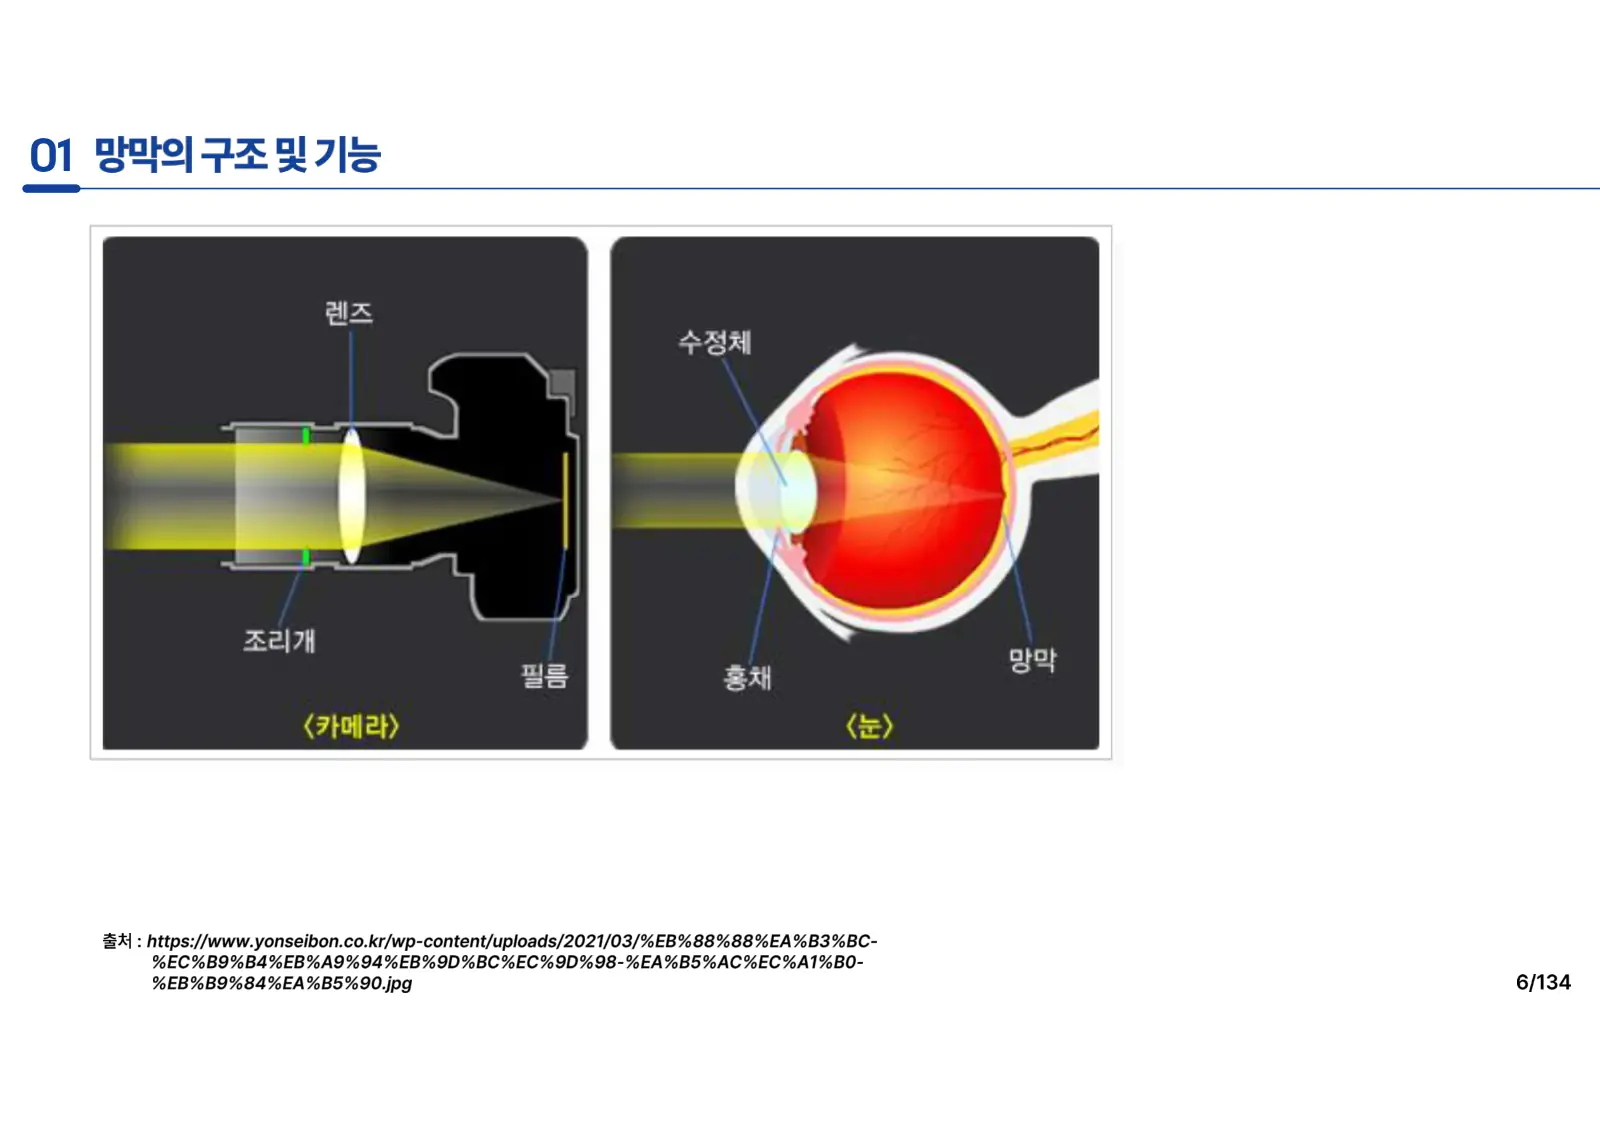 01 망막의 구조 및 기능
렌즈
조리개
필름
<카메라>
수정체
홍채
망막
<눈>
출처 : https://www.yonseibon.co.kr/wp-content/uploads/2021/03/%EB%88%88%EA%B3%BC-
%EC%B9%B4%EB%A9%94%EB%9D%BC%EC%9D%98-%EA%B5%AC%EC%A1%B0-
%EB%B9%84%EA%B5%90.jpg
6/134